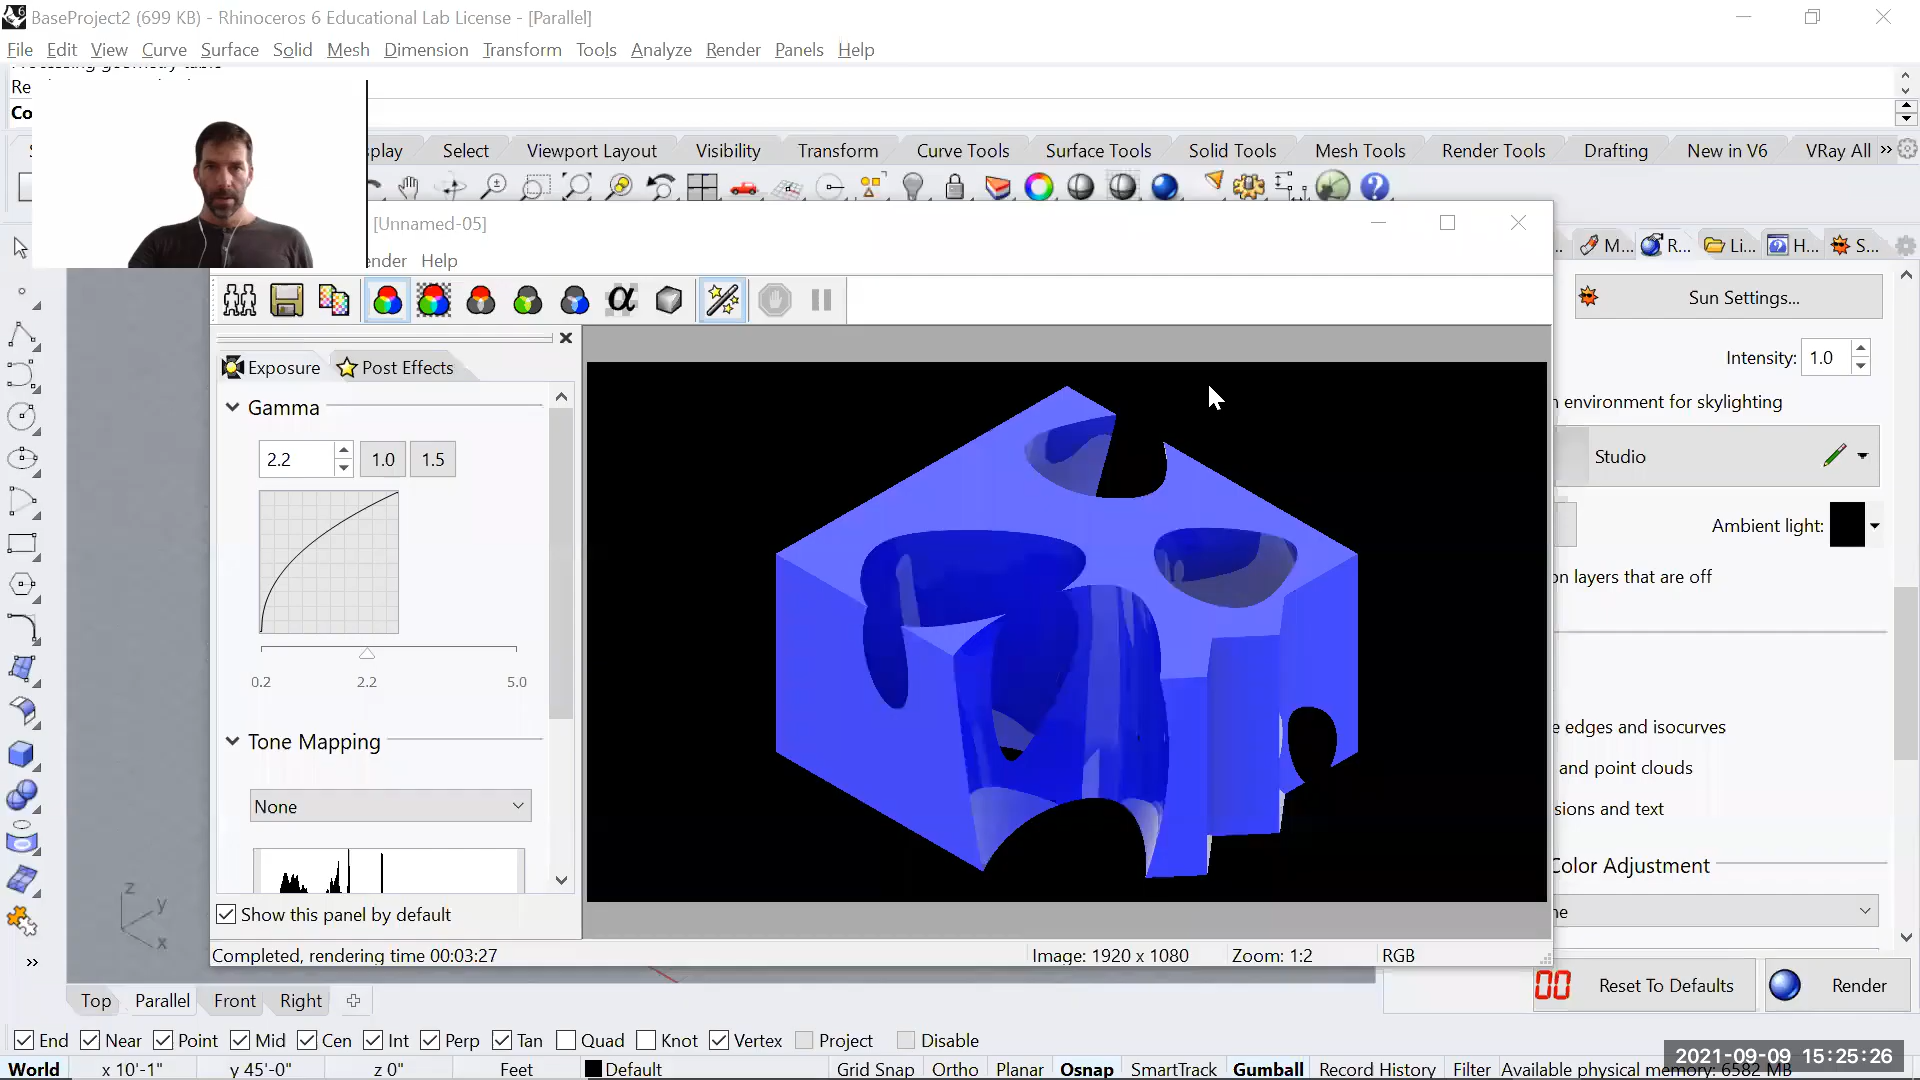 BaseProject2 (699 KB) - Rhinoceros 6 Educational Lab License - [Parallel]
File Edit View Curve Surface Solid Mesh Dimension Transform Tools Analyze Render Panels Help
Processing geometry table
Re
Co
play Select Viewport Layout Visibility Transform Curve Tools Surface Tools Solid Tools Mesh Tools Render Tools Drafting New in V6 VRay All »
[Unnamed-05]
ender Help
M... R... Li... H... S...
Sun Settings...
Exposure Post Effects
Intensity: 1.0
Gamma
environment for skylighting
2.2 1.0 1.5
Studio
Ambient light:
on layers that are off
0.2 2.2 5.0
e edges and isocurves
Tone Mapping
and point clouds
None
sions and text
Color Adjustment
ne
Show this panel by default
Completed, rendering time 00:03:27 Image: 1920 x 1080 Zoom: 1:2 RGB
00 Reset To Defaults Render
z
y
x
»
Top Parallel Front Right
End Near Point Mid Cen Int Perp Tan Quad Knot Vertex Project Disable
2021-09-09 15:25:26
World x 10'-1" y 45'-0" z 0" Feet Default Grid Snap Ortho Planar Osnap SmartTrack Gumball Record History Filter Available physical memory: 6582 MB